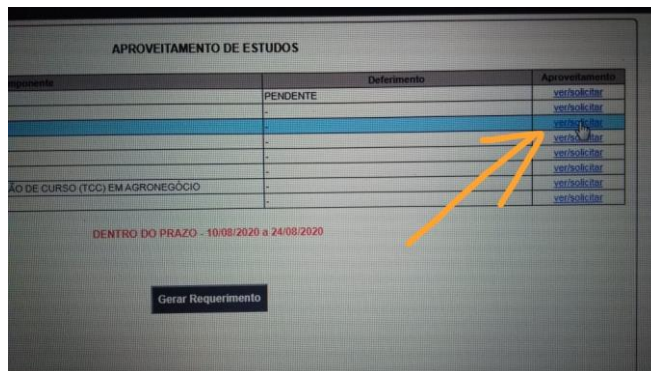 APROVEITAMENTO DE ESTUDOS
Deferimento Aproveitamento
PENDENTE ver/solicitar
- ver/solicitar
- ver/solicitar
- ver/solicitar
- ver/solicitar
- ver/solicitar
ÃO DE CURSO (TCC) EM AGRONEGÓCIO - ver/solicitar
- ver/solicitar
DENTRO DO PRAZO - 10/08/2020 a 24/08/2020
Gerar Requerimento